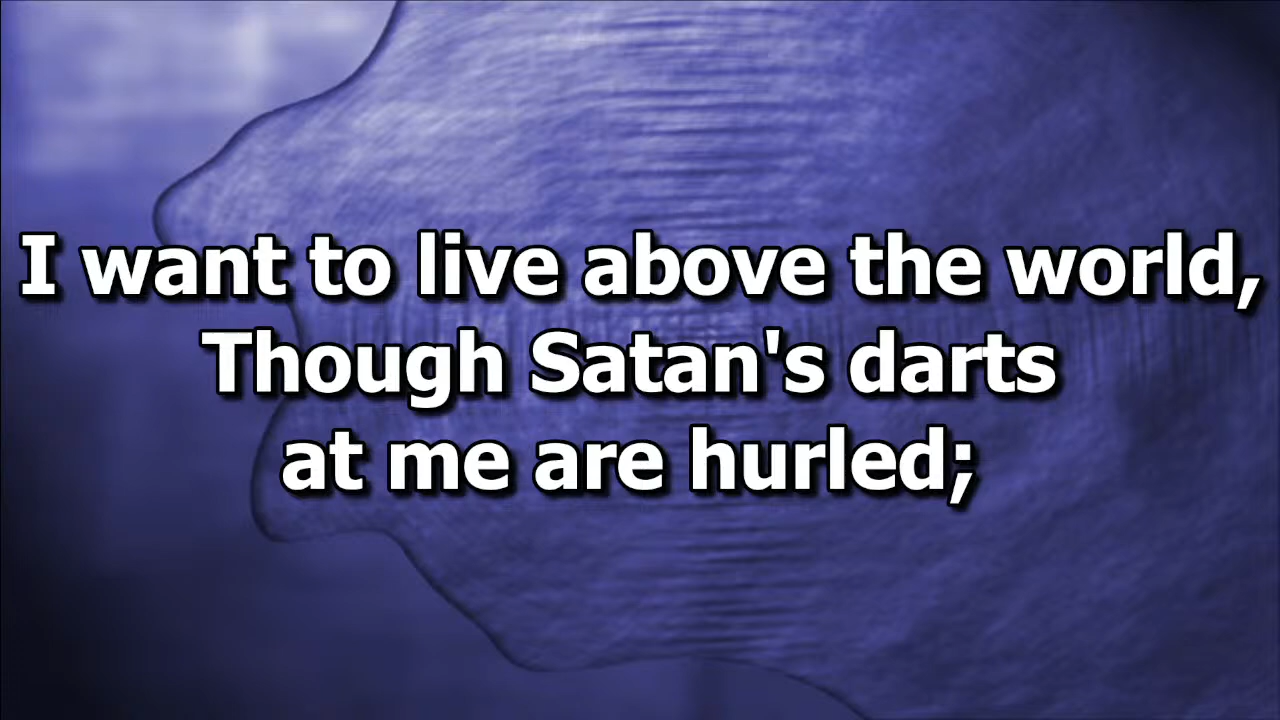 I want to live above the world,
Though Satan's darts
at me are hurled;